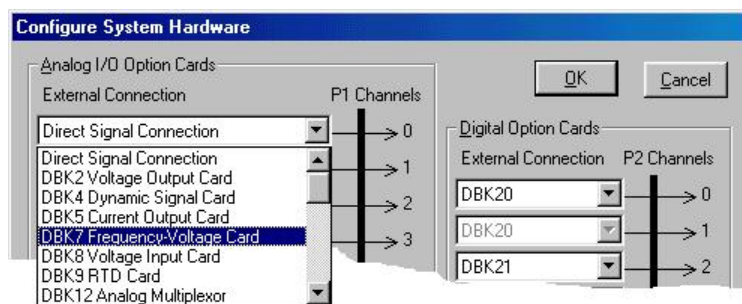 Configure System Hardware
Analog I/O Option Cards
External Connection P1 Channels
Direct Signal Connection 0
Direct Signal Connection
DBK2 Voltage Output Card 1
DBK4 Dynamic Signal Card
DBK5 Current Output Card 2
DBK7 Frequency-Voltage Card 3
DBK8 Voltage Input Card
DBK9 RTD Card
DBK12 Analog Multiplexor
OK Cancel
Digital Option Cards
External Connection P2 Channels
DBK20 0
DBK20 1
DBK21 2